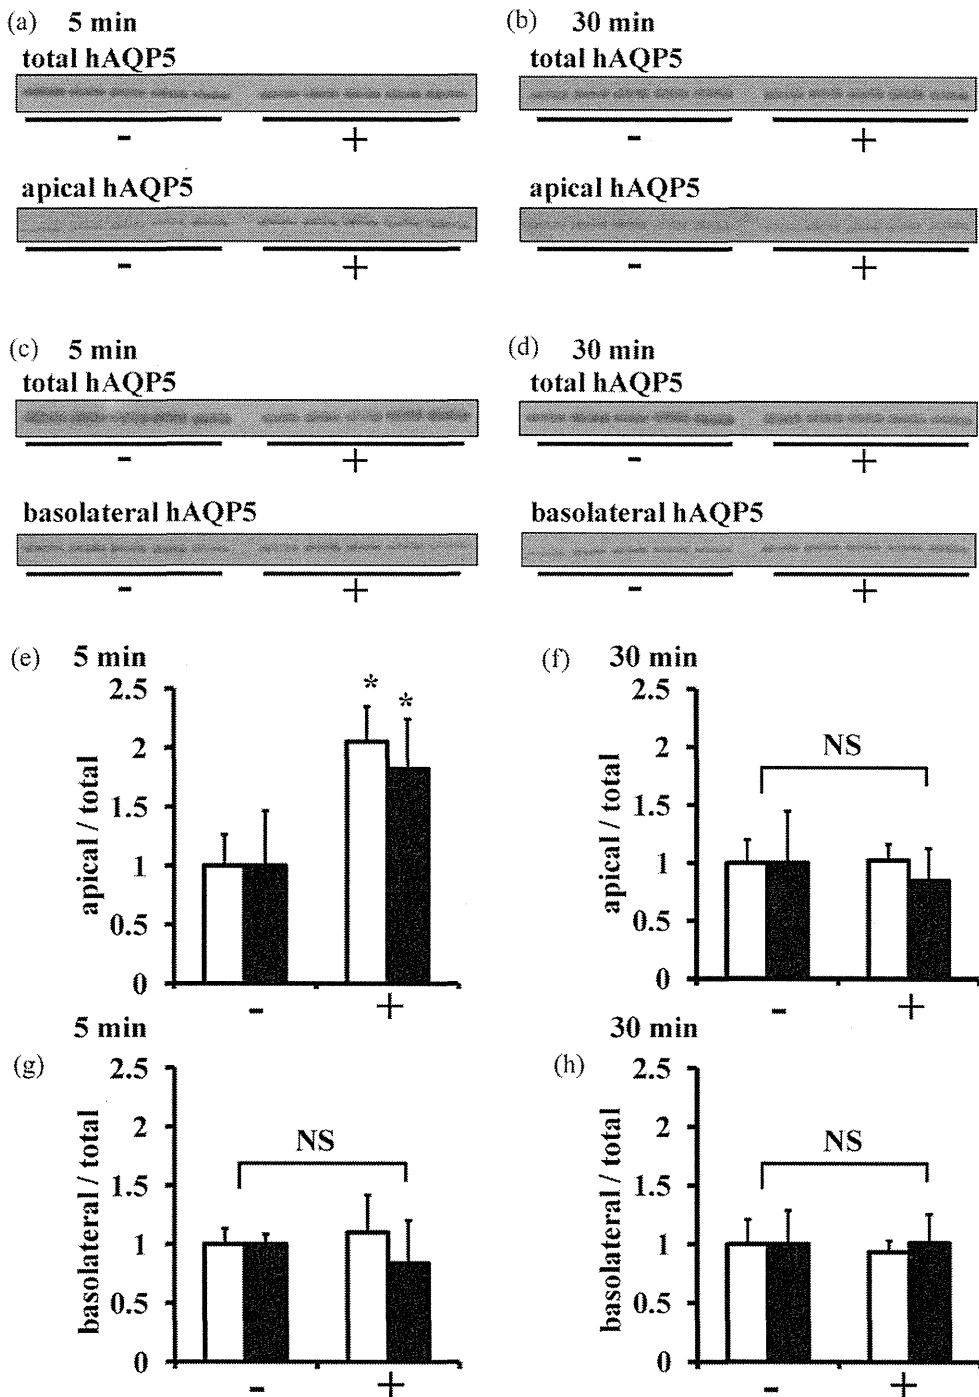 (a) 5 min
total hAQP5
- +
apical hAQP5
- +
(b) 30 min
total hAQP5
- +
apical hAQP5
- +
(c) 5 min
total hAQP5
- +
basolateral hAQP5
- +
(d) 30 min
total hAQP5
- +
basolateral hAQP5
- +
(e) 5 min
apical / total
2.5
2
1.5
1
0.5
0
* *
- +
(f) 30 min
apical / total
2.5
2
1.5
1
0.5
0
NS
- +
(g) 5 min
basolateral / total
2.5
2
1.5
1
0.5
0
NS
- +
(h) 30 min
basolateral / total
2.5
2
1.5
1
0.5
0
NS
- +